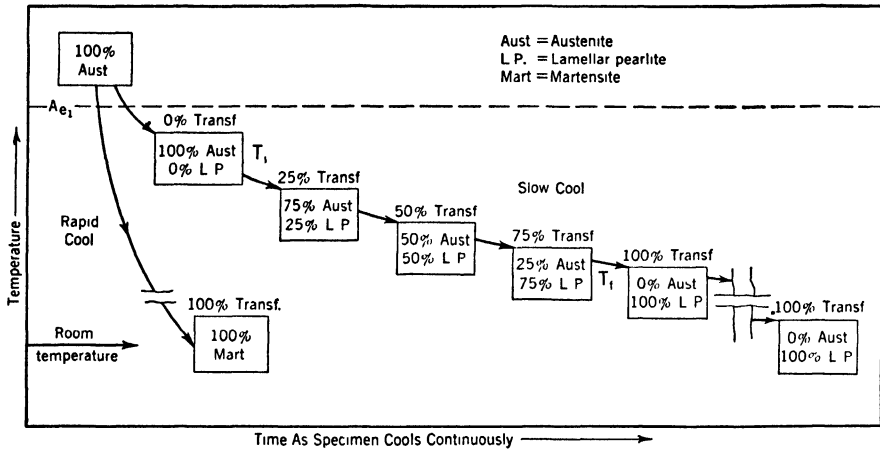 100%
Aust
Aust = Austenite
L P. = Lamellar pearlite
Mart = Martensite
Ae₁
0% Transf
100% Aust
0% L P
T₁
25% Transf
75% Aust
25% L P
Slow Cool
50% Transf
50% Aust
50% L P
75% Transf
25% Aust
75% L P
Tf
100% Transf
0% Aust
100% L P
.100% Transf
0% Aust
100% L P
Rapid
Cool
100% Transf.
100%
Mart
Room
temperature
Temperature
Time As Specimen Cools Continuously